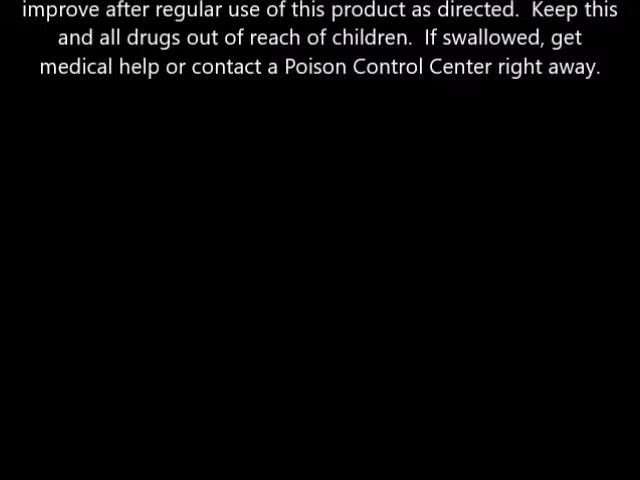 improve after regular use of this product as directed.  Keep this
and all drugs out of reach of children.  If swallowed, get
medical help or contact a Poison Control Center right away.